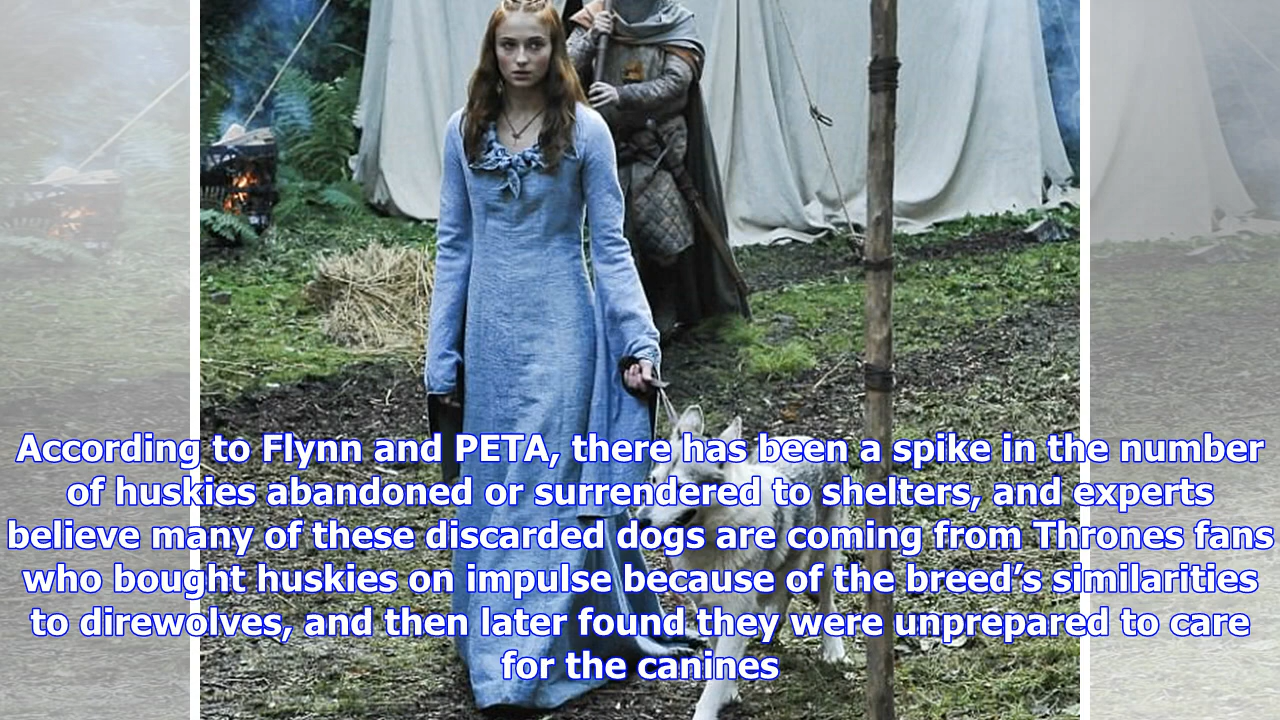 According to Flynn and PETA, there has been a spike in the number
of huskies abandoned or surrendered to shelters, and experts
believe many of these discarded dogs are coming from Thrones fans
who bought huskies on impulse because of the breed’s similarities
to direwolves, and then later found they were unprepared to care
for the canines